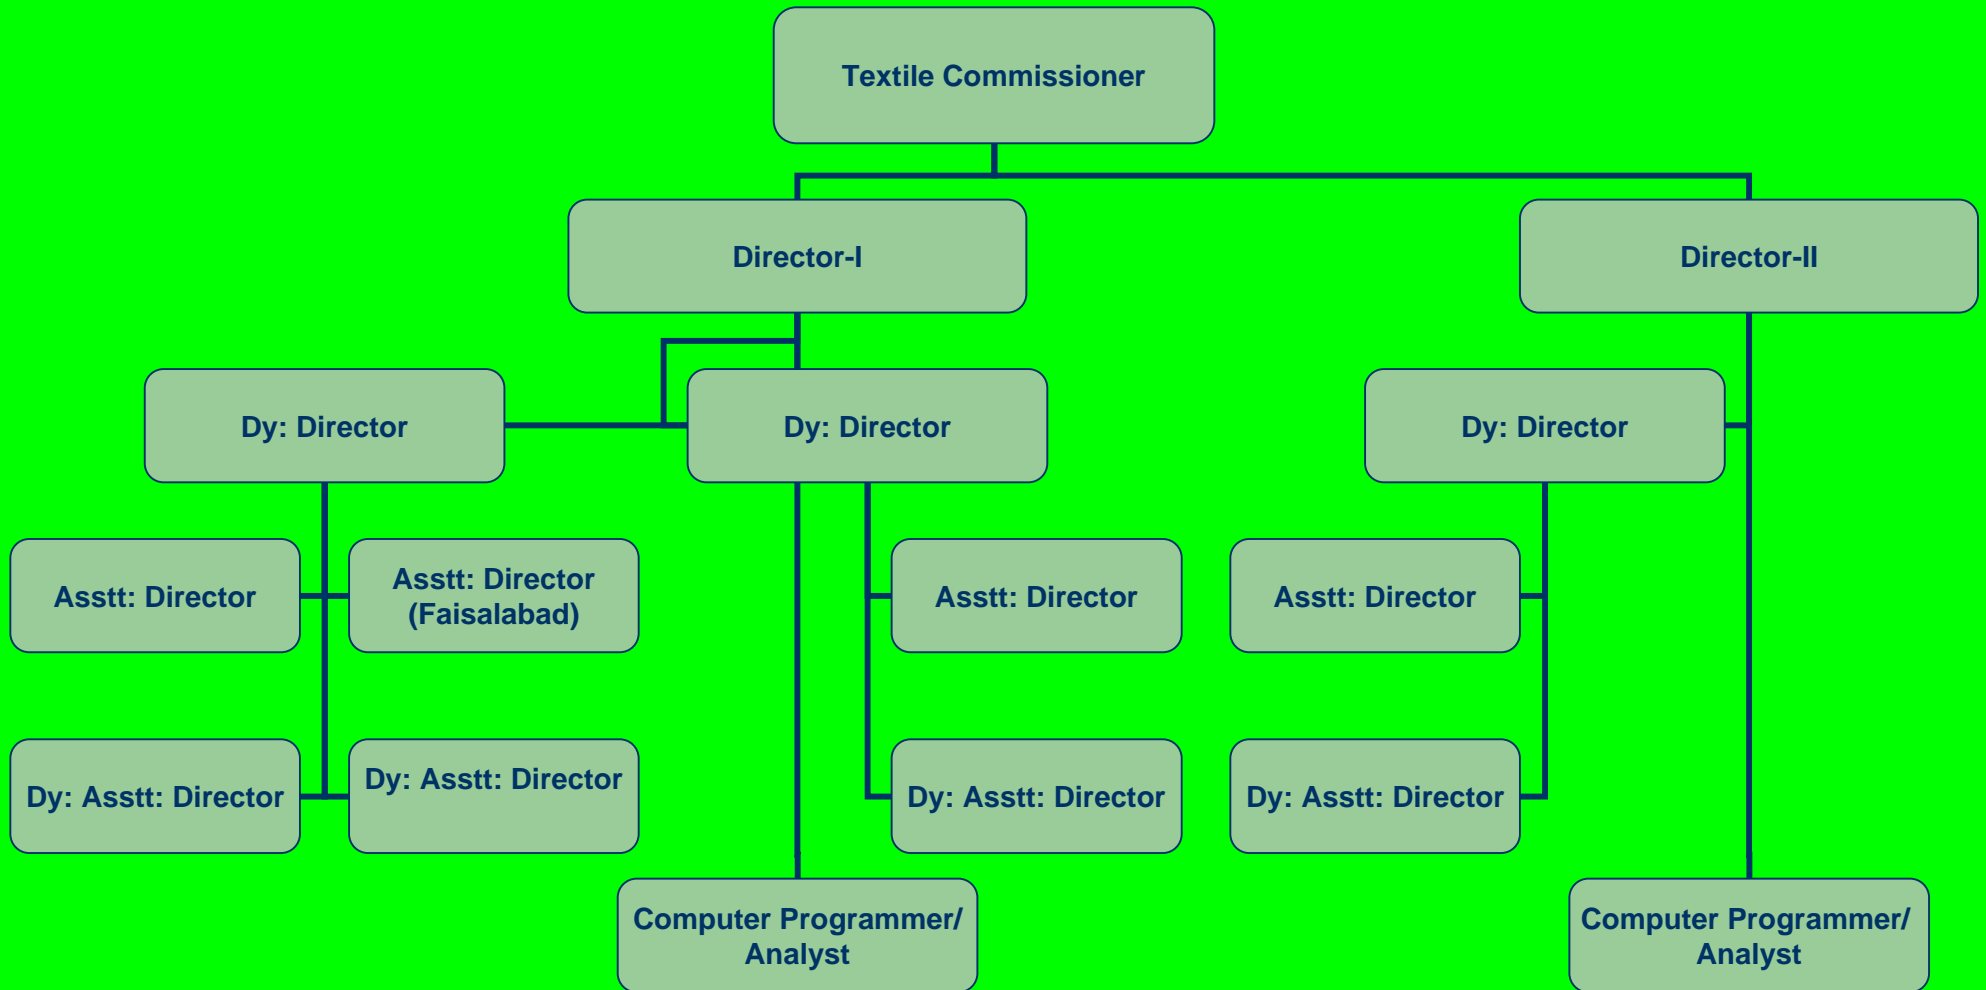 Textile Commissioner
Director-I
Director-II
Dy: Director
Dy: Director
Dy: Director
Asstt: Director
Asstt: Director
(Faisalabad)
Asstt: Director
Asstt: Director
Dy: Asstt: Director
Dy: Asstt: Director
Dy: Asstt: Director
Dy: Asstt: Director
Computer Programmer/
Analyst
Computer Programmer/
Analyst